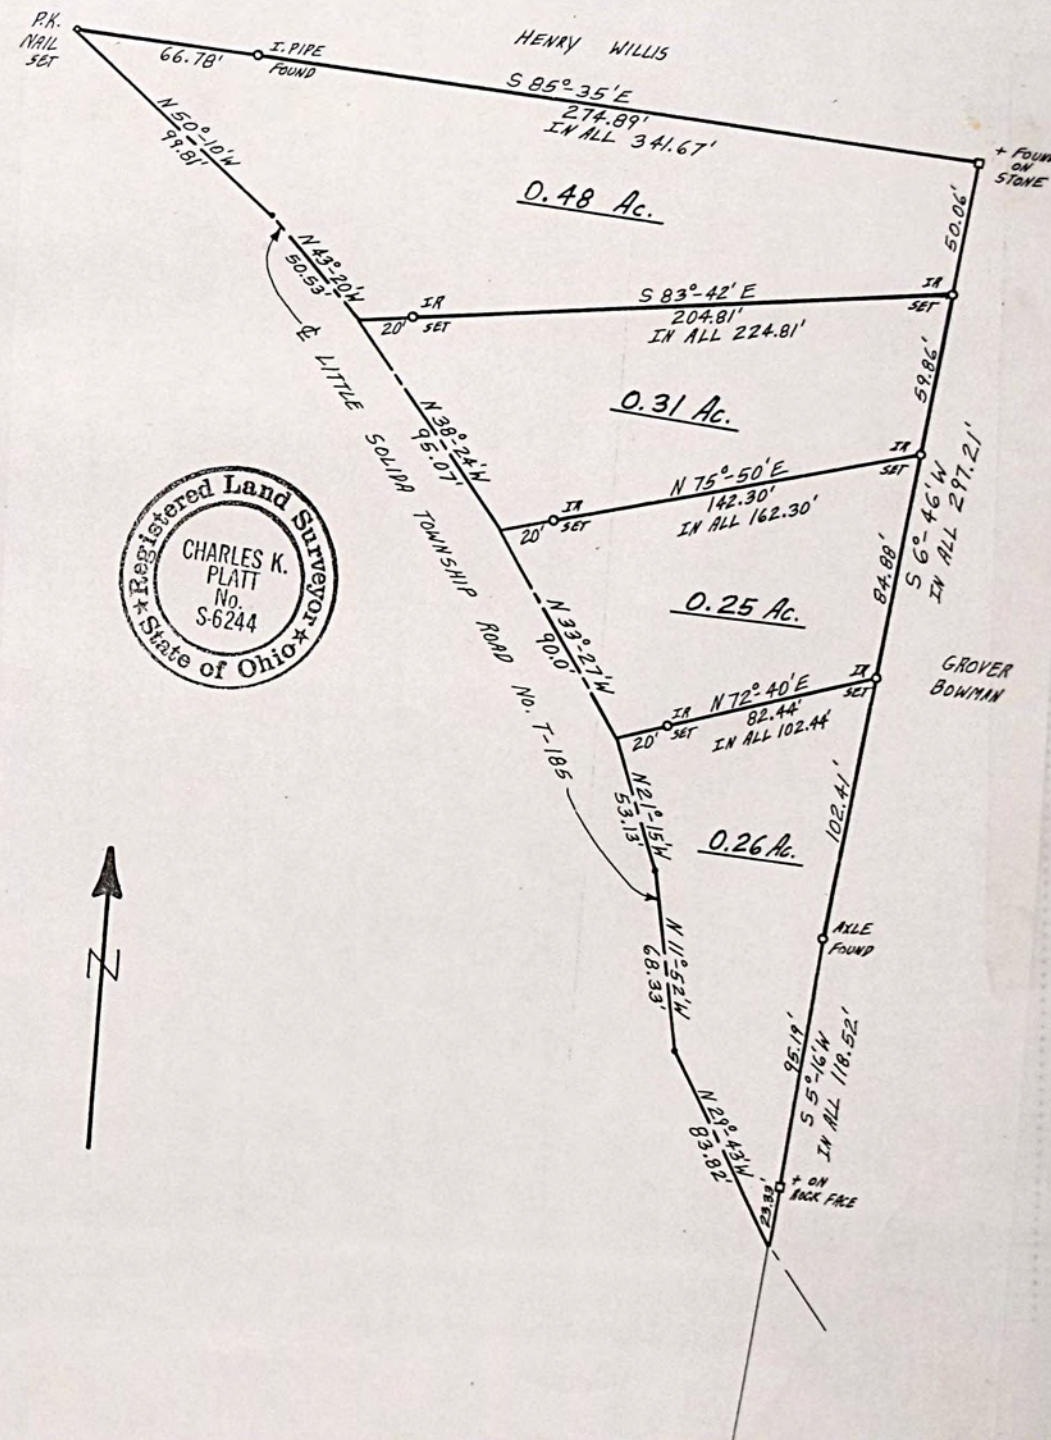 P.K.
NAIL
SET
66.78'
I. PIPE
FOUND
HENRY WILLIS
S 85°-35' E
274.89'
IN ALL 341.67'
+ FOUND
ON
STONE
N 50°-10' W
99.81'
0.48 Ac.
50.06'
N 43°-20' W
50.53'
20'
IR
SET
S 83°-42' E
204.81'
IN ALL 224.81'
IR
SET
59.86'
0.31 Ac.
℄ LITTLE SOLIDA TOWNSHIP ROAD NO. T-185
N 38°-24' W
95.07'
20'
IR
SET
N 75°-50' E
142.30'
IN ALL 162.30'
IR
SET
S 6°-46' W
IN ALL 297.21'
84.88'
Registered Land Surveyor
CHARLES K.
PLATT
No.
S-6244
State of Ohio
0.25 Ac.
N 33°-27' W
90.0'
20'
IR
SET
N 72°-40' E
82.44'
IN ALL 102.44'
IR
SET
GROVER
BOWMAN
N 21°-15' W
53.13'
0.26 Ac.
102.41'
AXLE
FOUND
N
N 11°-52' W
68.33'
95.19'
S 5°-16' W
IN ALL 118.52'
N 29°-43' W
83.82'
23.33'
+ ON
ROCK FACE